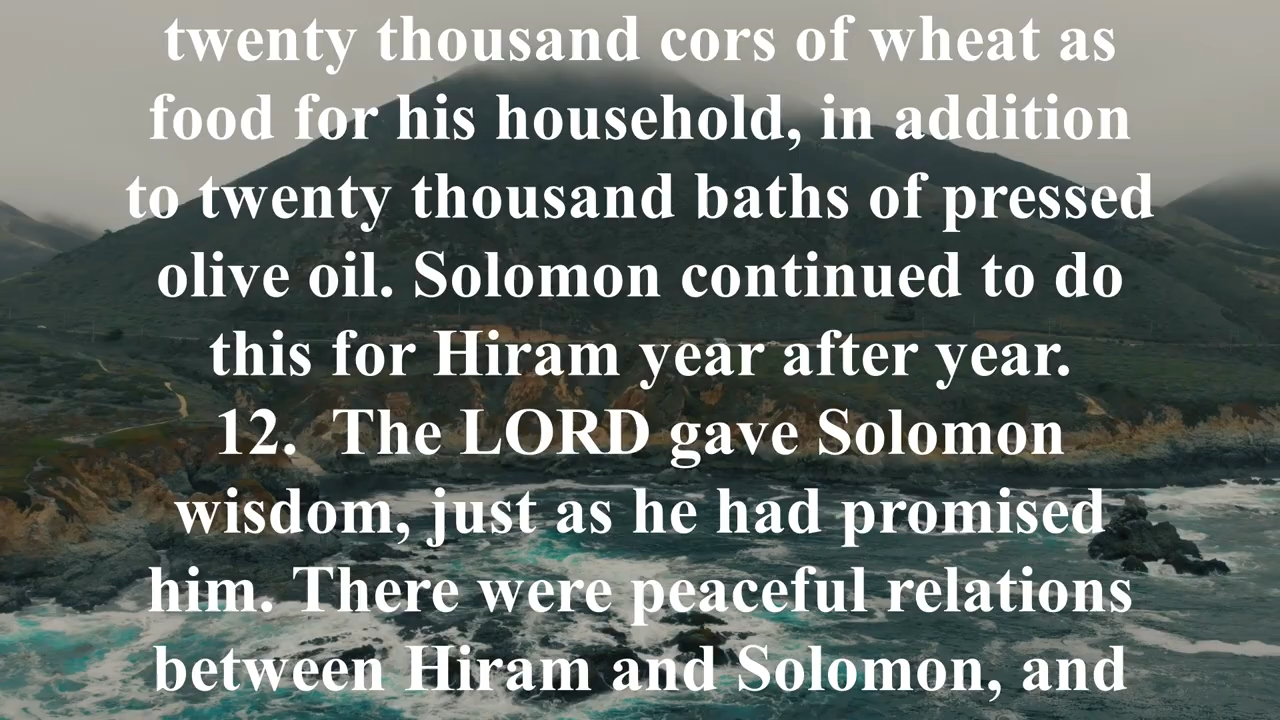 twenty thousand cors of wheat as
food for his household, in addition
to twenty thousand baths of pressed
olive oil. Solomon continued to do
this for Hiram year after year.
12.  The LORD gave Solomon
wisdom, just as he had promised
him. There were peaceful relations
between Hiram and Solomon, and